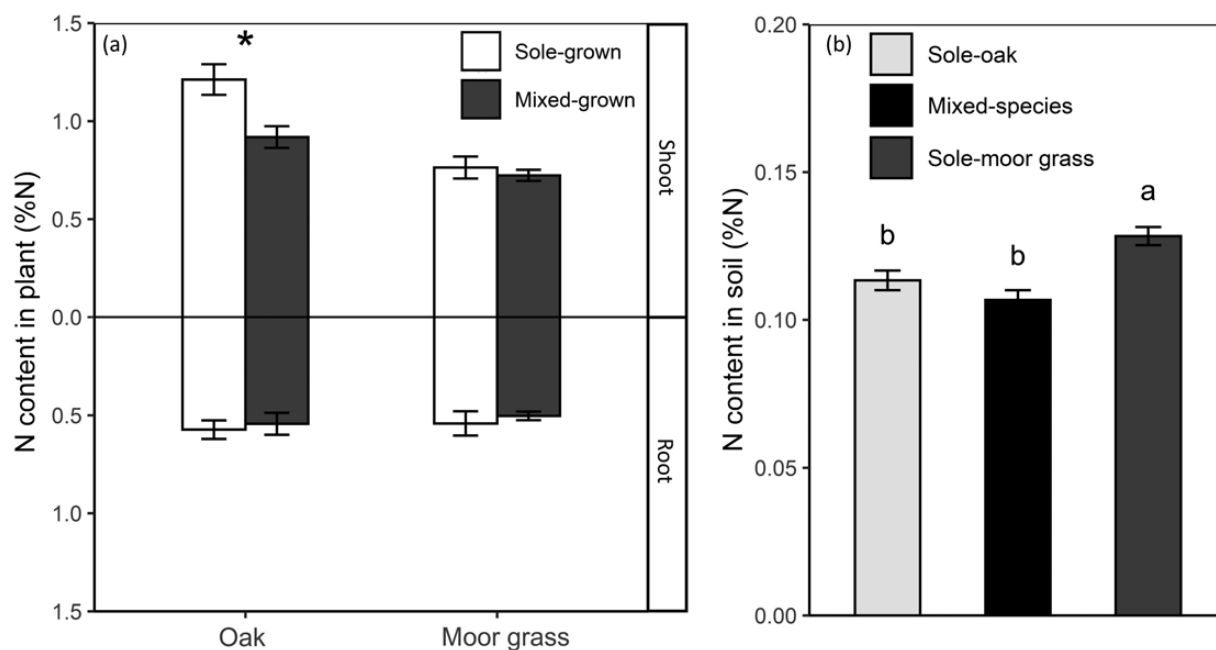 (a)
*
Sole-grown
Mixed-grown
N content in plant (%N)
1.5
1.0
0.5
0.0
0.5
1.0
1.5
Shoot
Root
Oak
Moor grass
(b)
Sole-oak
Mixed-species
Sole-moor grass
N content in soil (%N)
0.20
0.15
0.10
0.05
0.00
b
b
a